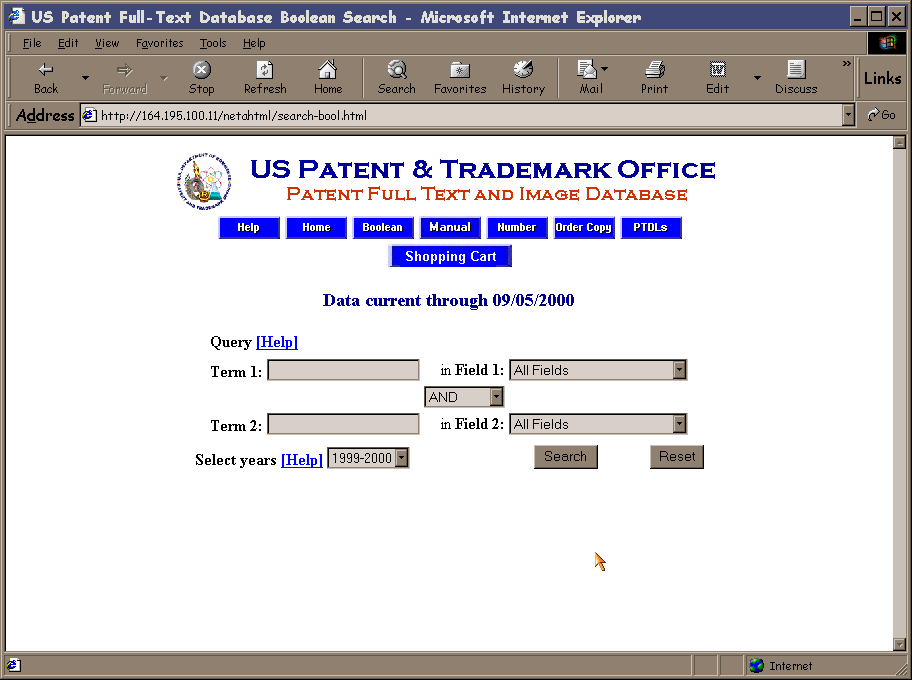 US Patent Full-Text Database Boolean Search - Microsoft Internet Explorer
File Edit View Favorites Tools Help
Back Forward Stop Refresh Home Search Favorites History Mail Print Edit Discuss » Links
Address http://164.195.100.11/netahtml/search-bool.html Go
US PATENT & TRADEMARK OFFICE
PATENT FULL TEXT AND IMAGE DATABASE
Help Home Boolean Manual Number Order Copy PTDLs
Shopping Cart
Data current through 09/05/2000
Query [Help]
Term 1: in Field 1: All Fields
AND
Term 2: in Field 2: All Fields
Select years [Help] 1999-2000 Search Reset
Internet